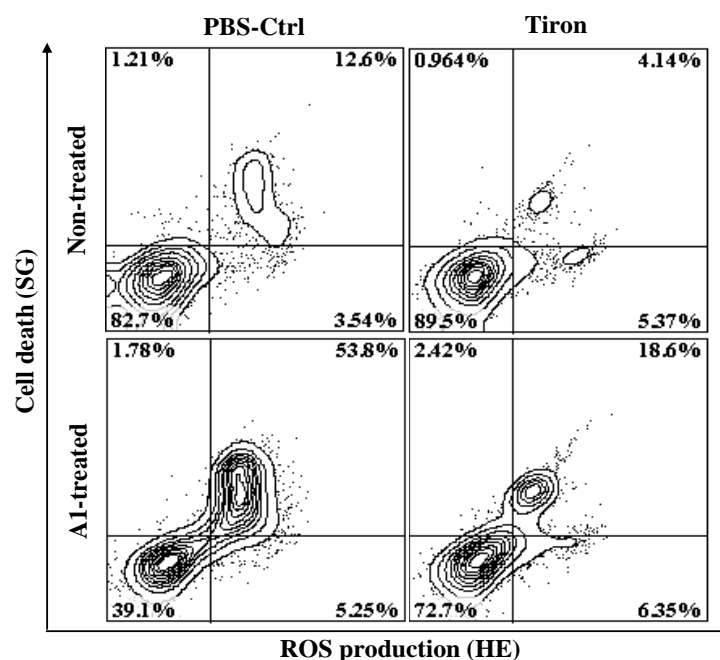 PBS-Ctrl Tiron
Non-treated
1.21% 12.6%
82.7% 3.54%
0.964% 4.14%
89.5% 5.37%
A1-treated
1.78% 53.8%
39.1% 5.25%
2.42% 18.6%
72.7% 6.35%
Cell death (SG)
ROS production (HE)